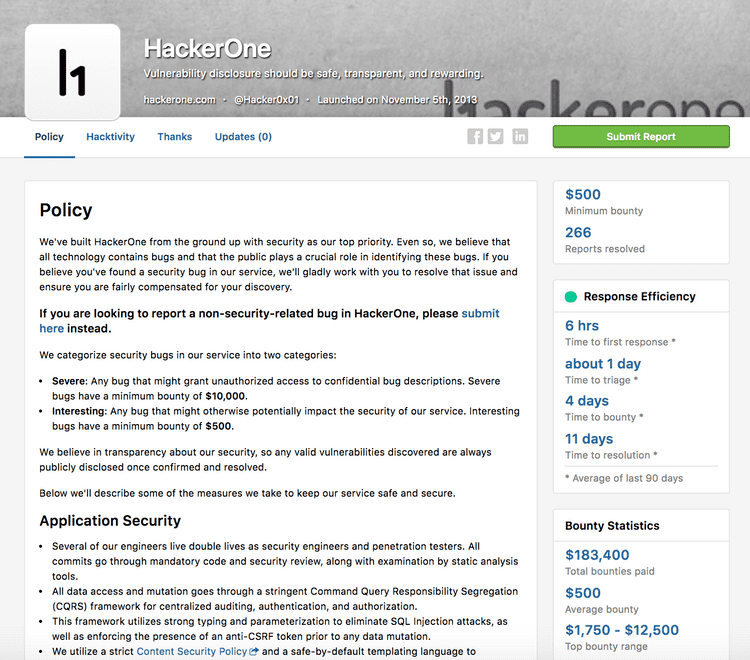 HackerOne
Vulnerability disclosure should be safe, transparent, and rewarding.
hackerone.com · @Hacker0x01 · Launched on November 5th, 2013
hackerone
Policy
Hacktivity
Thanks
Updates (0)
Submit Report
Policy
We've built HackerOne from the ground up with security as our top priority. Even so, we believe that
all technology contains bugs and that the public plays a crucial role in identifying these bugs. If you
believe you've found a security bug in our service, we'll gladly work with you to resolve that issue and
ensure you are fairly compensated for your discovery.
If you are looking to report a non-security-related bug in HackerOne, please submit
here instead.
We categorize security bugs in our service into two categories:
• Severe: Any bug that might grant unauthorized access to confidential bug descriptions. Severe
bugs have a minimum bounty of $10,000.
• Interesting: Any bug that might otherwise potentially impact the security of our service. Interesting
bugs have a minimum bounty of $500.
We believe in transparency about our security, so any valid vulnerabilities discovered are always
publicly disclosed once confirmed and resolved.
Below we'll describe some of the measures we take to keep our service safe and secure.
Application Security
• Several of our engineers live double lives as security engineers and penetration testers. All
commits go through mandatory code and security review, along with examination by static analysis
tools.
• All data access and mutation goes through a stringent Command Query Responsibility Segregation
(CQRS) framework for centralized auditing, authentication, and authorization.
• This framework utilizes strong typing and parameterization to eliminate SQL Injection attacks, as
well as enforcing the presence of an anti-CSRF token prior to any data mutation.
• We utilize a strict Content Security Policy and a safe-by-default templating language to
$500
Minimum bounty
266
Reports resolved
Response Efficiency
6 hrs
Time to first response *
about 1 day
Time to triage *
4 days
Time to bounty *
11 days
Time to resolution *
* Average of last 90 days
Bounty Statistics
$183,400
Total bounties paid
$500
Average bounty
$1,750 - $12,500
Top bounty range